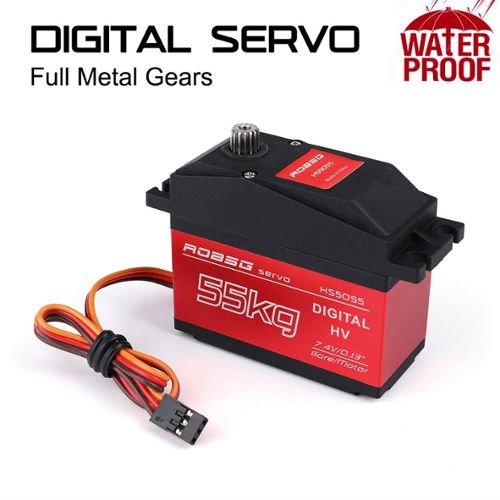 DIGITAL SERVO
Full Metal Gears
WATER
PROOF
ROBSG
HS5055
ROBSG servo
HS5055
55kg
DIGITAL
HV
7.4V/0.13"
Gore/Motor